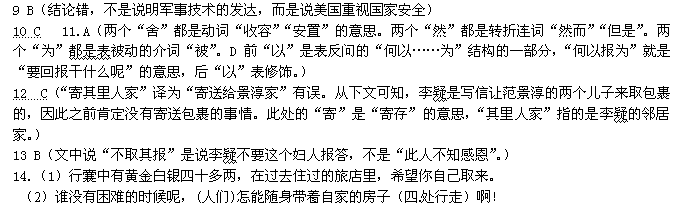 9 B（结论错，不是说明军事技术的发达，而是说美国重视国家安全）
10 C   11.A（两个“舍”都是动词“收容”“安置”的意思。两个“然”都是转折连词“然而”“但是”。两
个“为”都是表被动的介词“被”。D 前“以”是表反问的“何以……为”结构的一部分，“何以报为”就是
“要回报干什么呢”的意思，后“以”表修饰。）
12  C（“寄其里人家”译为“寄送给景淳家”有误。从下文可知，李疑是写信让范景淳的两个儿子来取包裹
的，因此之前肯定没有寄送包裹的事情。此处的“寄”是“寄存”的意思，“其里人家”指的是李疑的邻居
家。）
13 B（文中说“不取其报”是说李疑不要这个妇人报答，不是“此人不知感恩”。）
14.（1）行囊中有黄金白银四十多两，在过去住过的旅店里，希望你自己取来。
（2）谁没有困难的时候呢，(人们)怎能随身带着自家的房子（四处行走）啊!